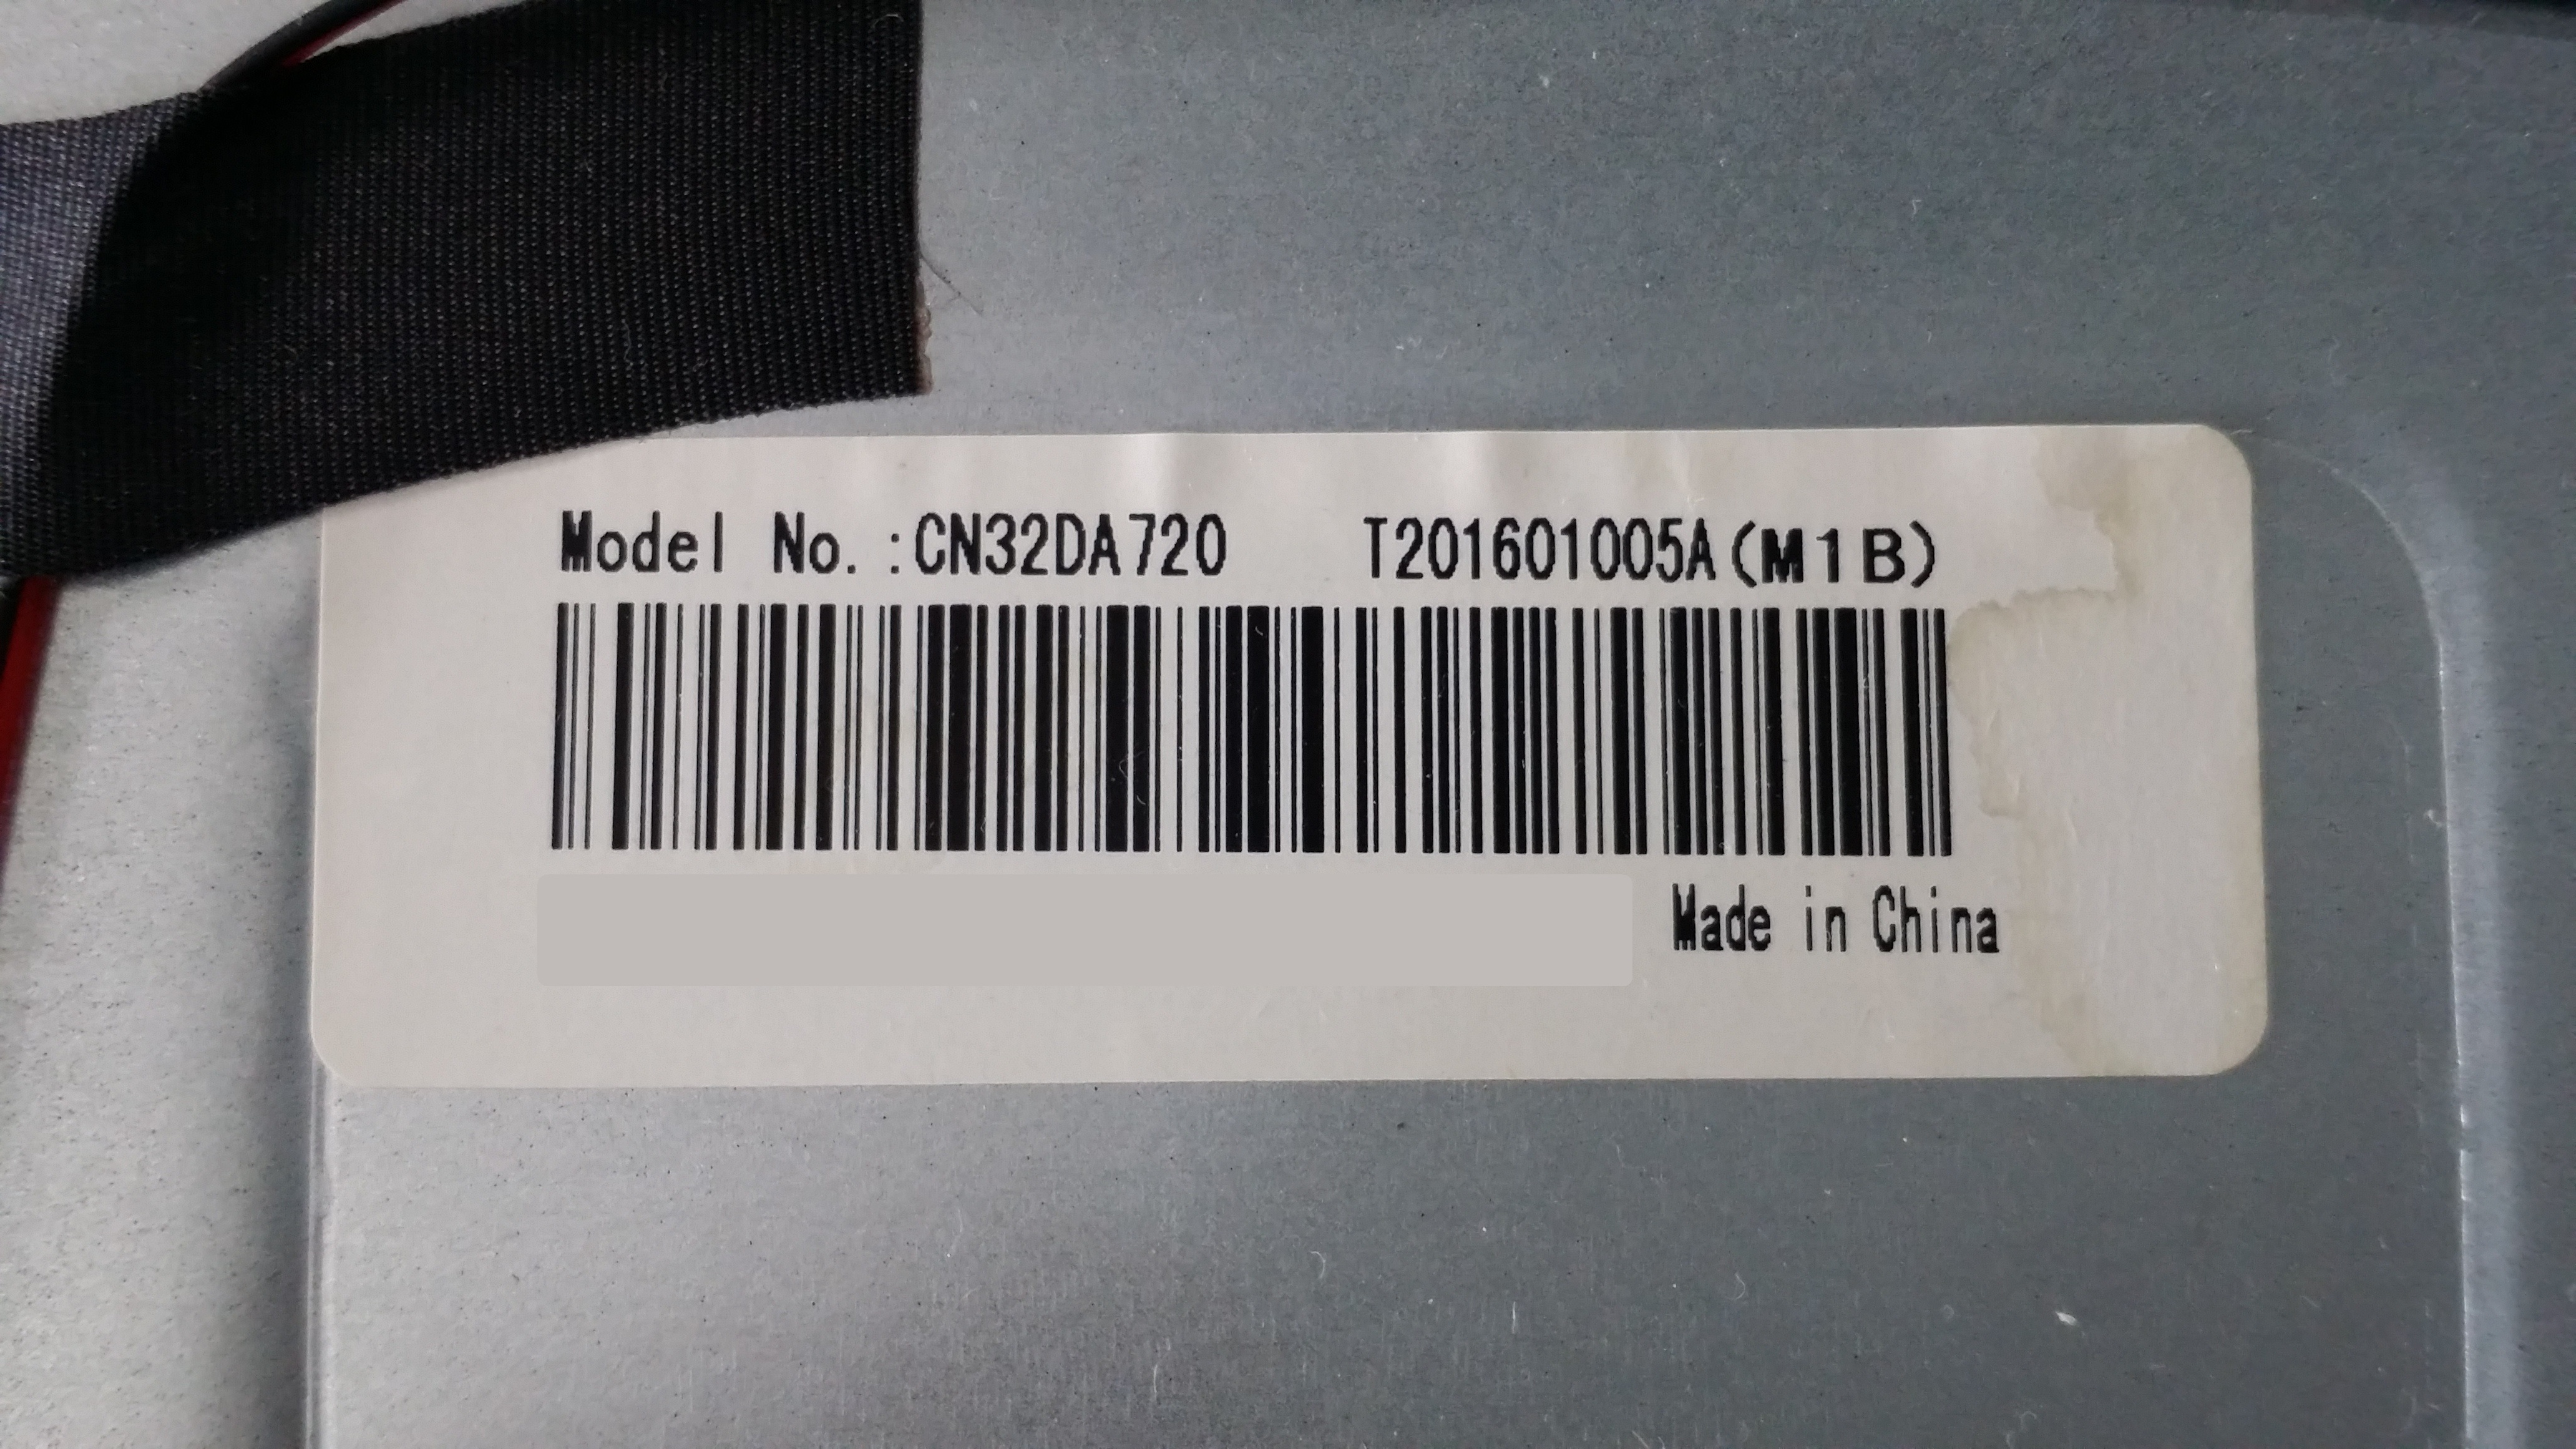 Model No.:CN32DA720 T201601005A(M1B)
Made in China